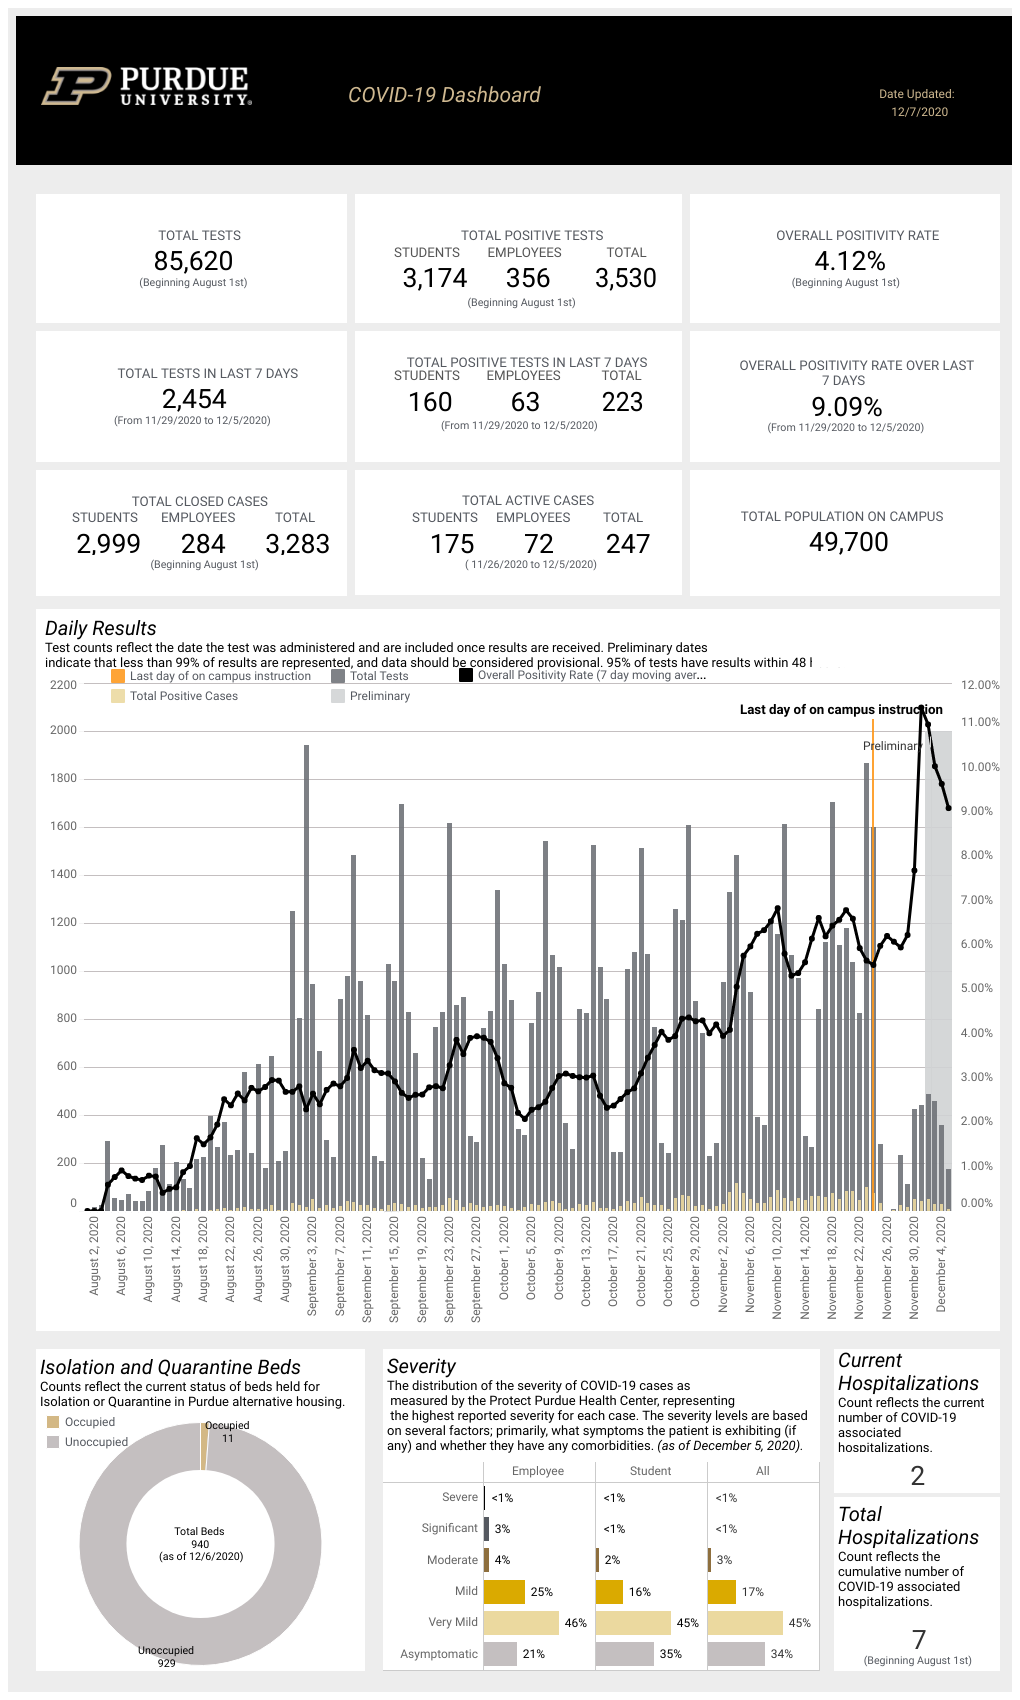 PURDUE
UNIVERSITY®
COVID-19 Dashboard
Date Updated:
12/7/2020
TOTAL TESTS
85,620
(Beginning August 1st)
TOTAL POSITIVE TESTS
STUDENTS EMPLOYEES TOTAL
3,174 356 3,530
(Beginning August 1st)
OVERALL POSITIVITY RATE
4.12%
(Beginning August 1st)
TOTAL TESTS IN LAST 7 DAYS
2,454
(From 11/29/2020 to 12/5/2020)
TOTAL POSITIVE TESTS IN LAST 7 DAYS
STUDENTS EMPLOYEES TOTAL
160 63 223
(From 11/29/2020 to 12/5/2020)
OVERALL POSITIVITY RATE OVER LAST
7 DAYS
9.09%
(From 11/29/2020 to 12/5/2020)
TOTAL CLOSED CASES
STUDENTS EMPLOYEES TOTAL
2,999 284 3,283
(Beginning August 1st)
TOTAL ACTIVE CASES
STUDENTS EMPLOYEES TOTAL
175 72 247
( 11/26/2020 to 12/5/2020)
TOTAL POPULATION ON CAMPUS
49,700
Daily Results
Test counts reflect the date the test was administered and are included once results are received. Preliminary dates
indicate that less than 99% of results are represented, and data should be considered provisional. 95% of tests have results within 48
Last day of on campus instruction Total Tests Overall Positivity Rate (7 day moving aver...
Total Positive Cases Preliminary
Last day of on campus instruction
Preliminary
2200
2000
1800
1600
1400
1200
1000
800
600
400
200
0
12.00%
11.00%
10.00%
9.00%
8.00%
7.00%
6.00%
5.00%
4.00%
3.00%
2.00%
1.00%
0.00%
August 2, 2020
August 6, 2020
August 10, 2020
August 14, 2020
August 18, 2020
August 22, 2020
August 26, 2020
August 30, 2020
September 3, 2020
September 7, 2020
September 11, 2020
September 15, 2020
September 19, 2020
September 23, 2020
September 27, 2020
October 1, 2020
October 5, 2020
October 9, 2020
October 13, 2020
October 17, 2020
October 21, 2020
October 25, 2020
October 29, 2020
November 2, 2020
November 6, 2020
November 10, 2020
November 14, 2020
November 18, 2020
November 22, 2020
November 26, 2020
November 30, 2020
December 4, 2020
Isolation and Quarantine Beds
Counts reflect the current status of beds held for
Isolation or Quarantine in Purdue alternative housing.
Occupied
Unoccupied
Occupied
11
Total Beds
940
(as of 12/6/2020)
Unoccupied
929
Severity
The distribution of the severity of COVID-19 cases as
measured by the Protect Purdue Health Center, representing
the highest reported severity for each case. The severity levels are based
on several factors; primarily, what symptoms the patient is exhibiting (if
any) and whether they have any comorbidities. (as of December 5, 2020).
Employee Student All
Severe <1% <1% <1%
Significant 3% <1% <1%
Moderate 4% 2% 3%
Mild 25% 16% 17%
Very Mild 46% 45% 45%
Asymptomatic 21% 35% 34%
Current
Hospitalizations
Count reflects the current
number of COVID-19
associated
hospitalizations.
2
Total
Hospitalizations
Count reflects the
cumulative number of
COVID-19 associated
hospitalizations.
7
(Beginning August 1st)